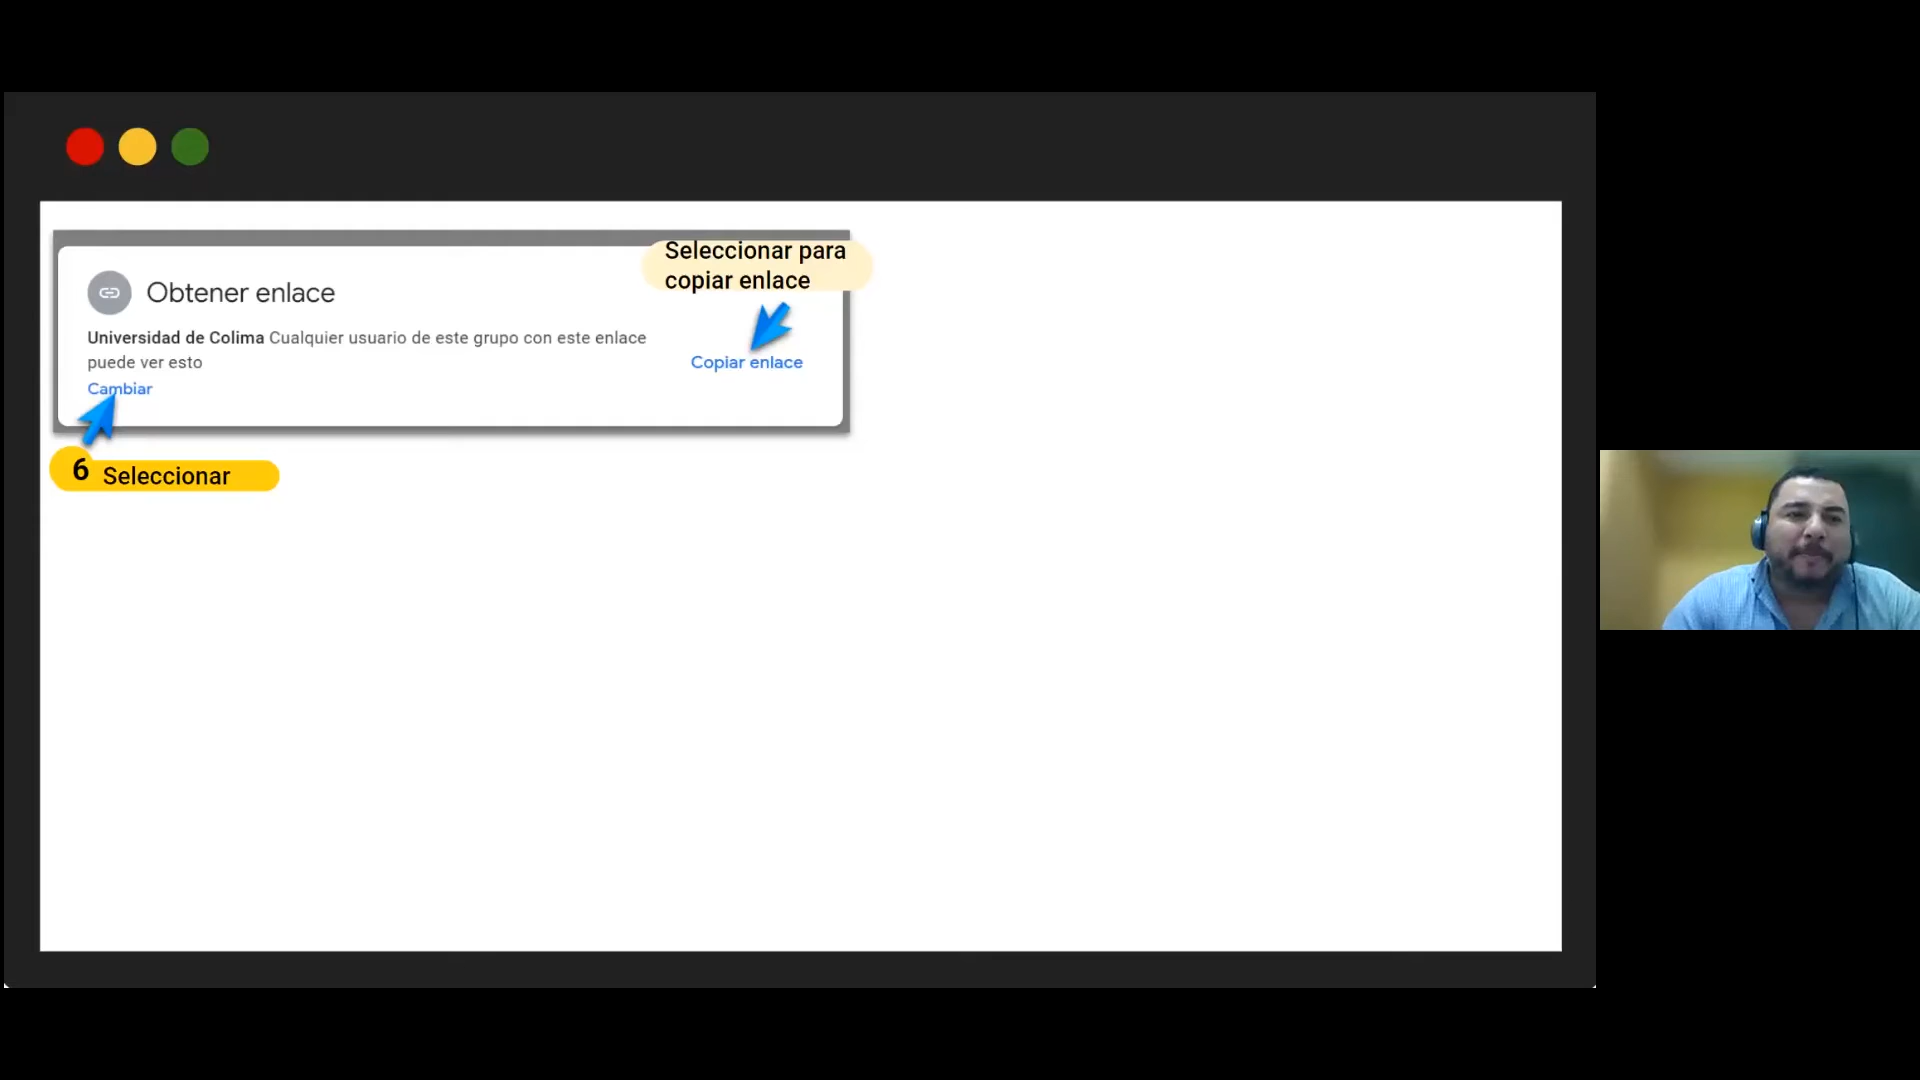 Seleccionar para
copiar enlace
Obtener enlace
Universidad de Colima Cualquier usuario de este grupo con este enlace
puede ver esto
Copiar enlace
Cambiar
6 Seleccionar